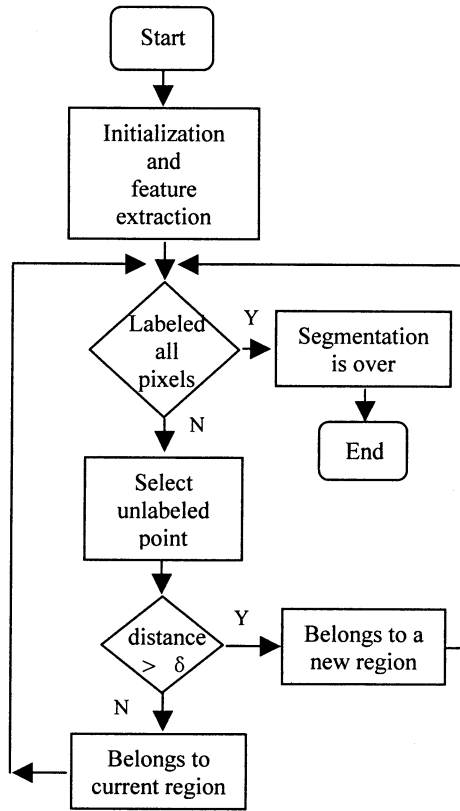 Start
Initialization
and
feature
extraction
Labeled
all
pixels
Y
Segmentation
is over
N
End
Select
unlabeled
point
distance
> δ
Y
Belongs to a
new region
N
Belongs to
current region